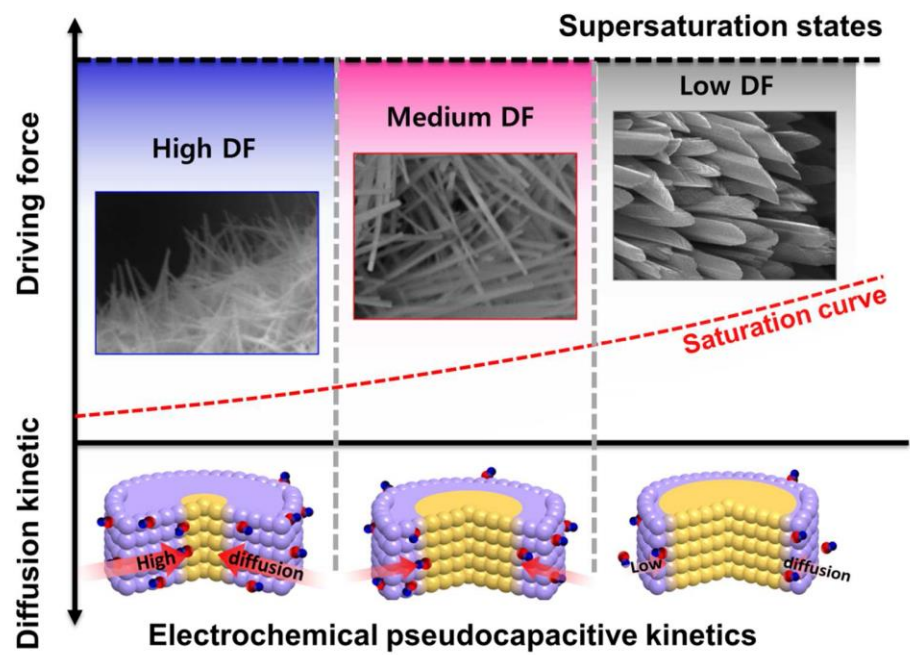 Supersaturation states
Driving force
High DF
Medium DF
Low DF
Saturation curve
Diffusion kinetic
High
diffusion
Low
diffusion
Electrochemical pseudocapacitive kinetics